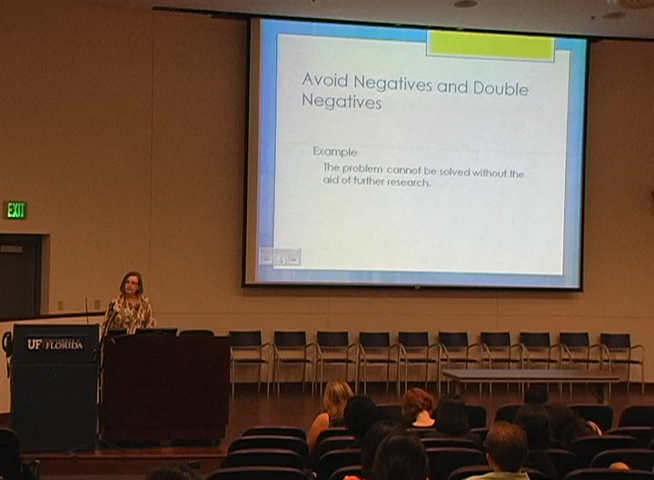 Avoid Negatives and Double
Negatives
Example
The problem cannot be solved without the
aid of further research.
EXIT
UF FLORIDA